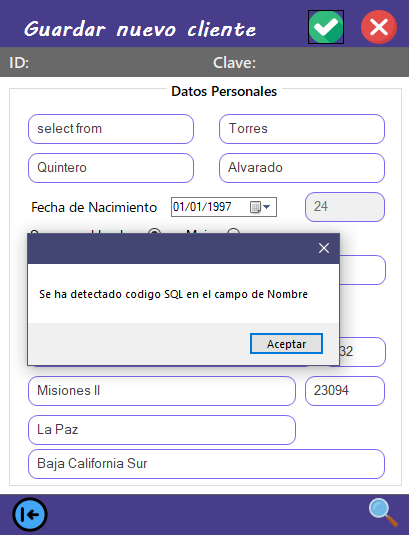 Guardar nuevo cliente
ID: Clave:
Datos Personales
select from Torres
Quintero Alvarado
Fecha de Nacimiento 01/01/1997 24
Se ha detectado codigo SQL en el campo de Nombre
Aceptar
32
Misiones II 23094
La Paz
Baja California Sur